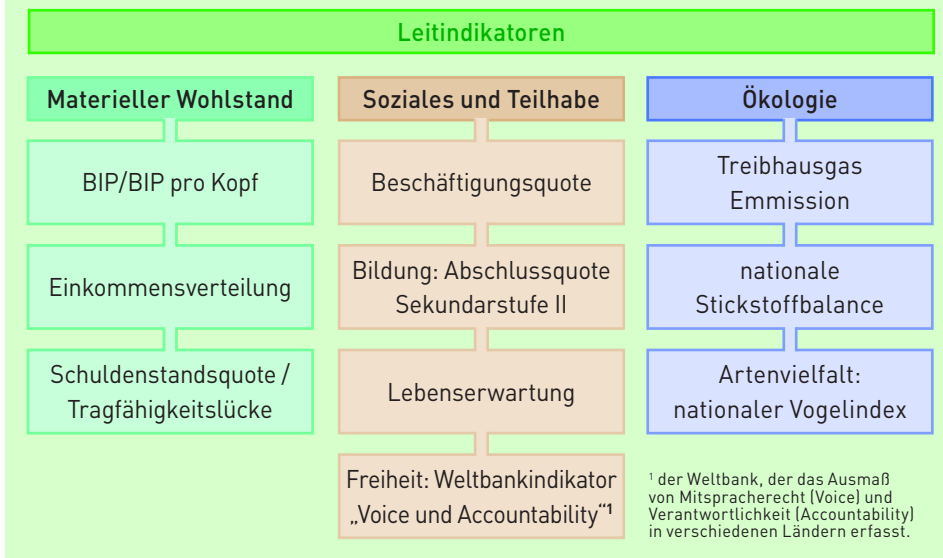 Leitindikatoren
Materieller Wohlstand
BIP/BIP pro Kopf
Einkommensverteilung
Schuldenstandsquote /
Tragfähigkeitslücke
Soziales und Teilhabe
Beschäftigungsquote
Bildung: Abschlussquote
Sekundarstufe II
Lebenserwartung
Freiheit: Weltbankindikator
„Voice und Accountability“¹
Ökologie
Treibhausgas
Emmission
nationale
Stickstoffbalance
Artenvielfalt:
nationaler Vogelindex
¹ der Weltbank, der das Ausmaß
von Mitspracherecht (Voice) und
Verantwortlichkeit (Accountability)
in verschiedenen Ländern erfasst.